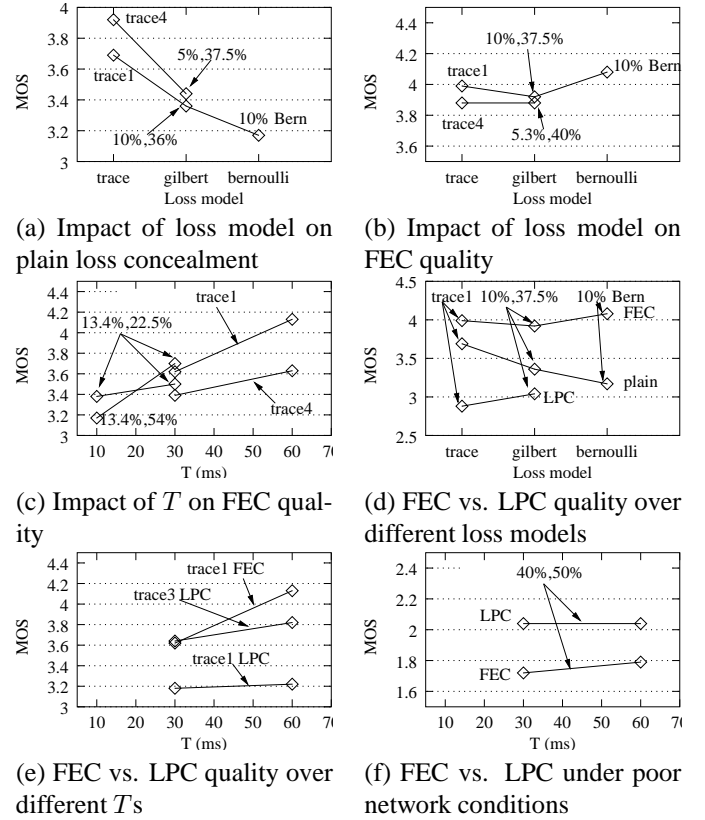 4
3.8
3.6
3.4
3.2
3
MOS
trace4
trace1
5%,37.5%
10%,36%
10% Bern
trace gilbert bernoulli
Loss model
(a) Impact of loss model on
plain loss concealment
4.2
4
3.8
3.6
MOS
10%,37.5%
trace1
10% Bern
trace4
5.3%,40%
trace gilbert bernoulli
Loss model
(b) Impact of loss model on
FEC quality
4.4
4.2
4
3.8
3.6
3.4
3.2
3
MOS
trace1
13.4%,22.5%
trace4
13.4%,54%
10 20 30 40 50 60 70
T (ms)
(c) Impact of T on FEC qual-
ity
4.5
4
3.5
3
2.5
MOS
trace1
10%,37.5%
10% Bern
FEC
plain
LPC
trace gilbert bernoulli
Loss model
(d) FEC vs. LPC quality over
different loss models
4.4
4.2
4
3.8
3.6
3.4
3.2
3
MOS
trace1 FEC
trace3 LPC
trace1 LPC
10 20 30 40 50 60 70
T (ms)
(e) FEC vs. LPC quality over
different Ts
2.4
2.2
2
1.8
1.6
MOS
40%,50%
LPC
FEC
10 20 30 40 50 60 70
T (ms)
(f) FEC vs. LPC under poor
network conditions